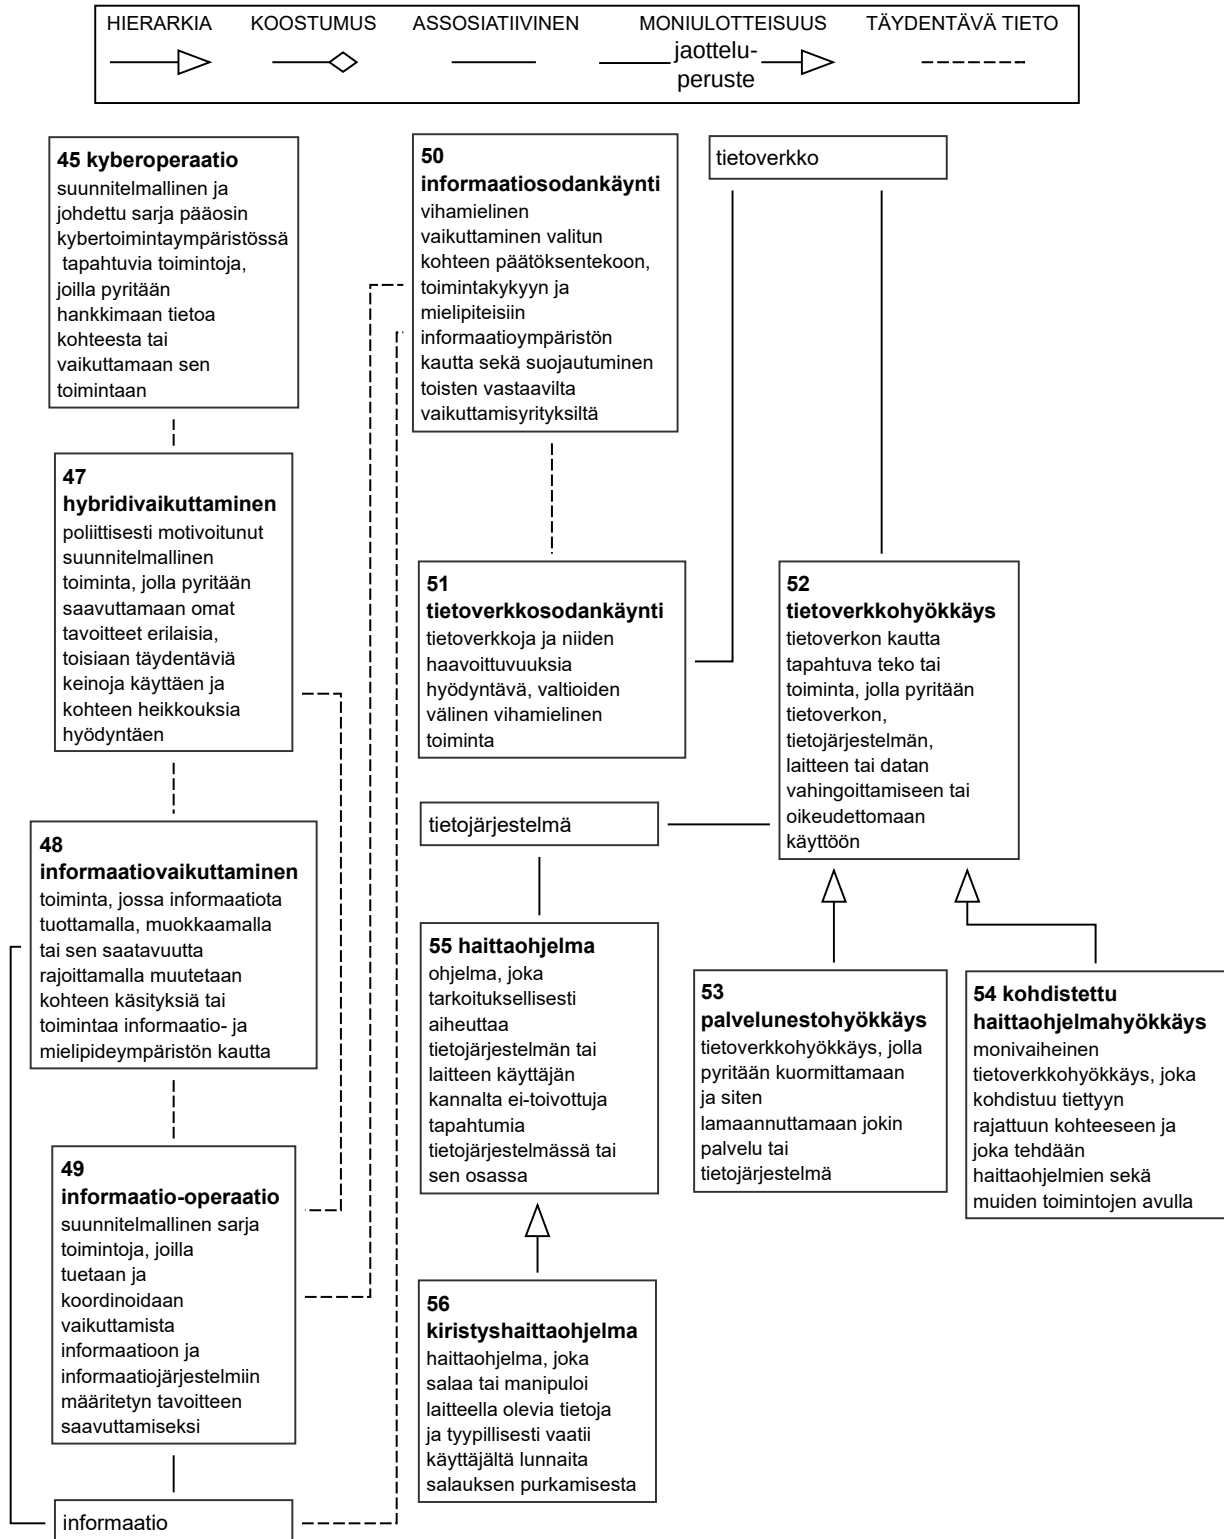 HIERARKIA
KOOSTUMUS
ASSOSIATIIVINEN
MONIULOTTEISUUS
TÄYDENTÄVÄ TIETO
jaottelu-
peruste
45 kyberoperaatio
suunnitelmallinen ja
johdettu sarja pääosin
kybertoimintaympäristössä
tapahtuvia toimintoja,
joilla pyritään
hankkimaan tietoa
kohteesta tai
vaikuttamaan sen
toimintaan
47
hybridivaikuttaminen
poliittisesti motivoitunut
suunnitelmallinen
toiminta, jolla pyritään
saavuttamaan omat
tavoitteet erilaisia,
toisiaan täydentäviä
keinoja käyttäen ja
kohteen heikkouksia
hyödyntäen
48
informaatiovaikuttaminen
toiminta, jossa informaatiota
tuottamalla, muokkaamalla
tai sen saatavuutta
rajoittamalla muutetaan
kohteen käsityksiä tai
toimintaa informaatio- ja
mielipideympäristön kautta
49
informaatio-operaatio
suunnitelmallinen sarja
toimintoja, joilla
tuetaan ja
koordinoidaan
vaikuttamista
informaatioon ja
informaatiojärjestelmiin
määritetyn tavoitteen
saavuttamiseksi
informaatio
50
informaatiosodankäynti
vihamielinen
vaikuttaminen valitun
kohteen päätöksentekoon,
toimintakykyyn ja
mielipiteisiin
informaatioympäristön
kautta sekä suojautuminen
toisten vastaavilta
vaikuttamisyrityksiltä
51
tietoverkkosodankäynti
tietoverkkoja ja niiden
haavoittuvuuksia
hyödyntävä, valtioiden
välinen vihamielinen
toiminta
tietojärjestelmä
55 haittaohjelma
ohjelma, joka
tarkoituksellisesti
aiheuttaa
tietojärjestelmän tai
laitteen käyttäjän
kannalta ei-toivottuja
tapahtumia
tietojärjestelmässä tai
sen osassa
56
kiristyshaittaohjelma
haittaohjelma, joka
salaa tai manipuloi
laitteella olevia tietoja
ja tyypillisesti vaatii
käyttäjältä lunnaita
salauksen purkamisesta
tietoverkko
52
tietoverkkohyökkäys
tietoverkon kautta
tapahtuva teko tai
toiminta, jolla pyritään
tietoverkon,
tietojärjestelmän,
laitteen tai datan
vahingoittamiseen tai
oikeudettomaan
käyttöön
53
palvelunestohyökkäys
tietoverkkohyökkäys, jolla
pyritään kuormittamaan
ja siten
lamaannuttamaan jokin
palvelu tai
tietojärjestelmä
54 kohdistettu
haittaohjelmahyökkäys
monivaiheinen
tietoverkkohyökkäys, joka
kohdistuu tiettyyn
rajattuun kohteeseen ja
joka tehdään
haittaohjelmien sekä
muiden toimintojen avulla